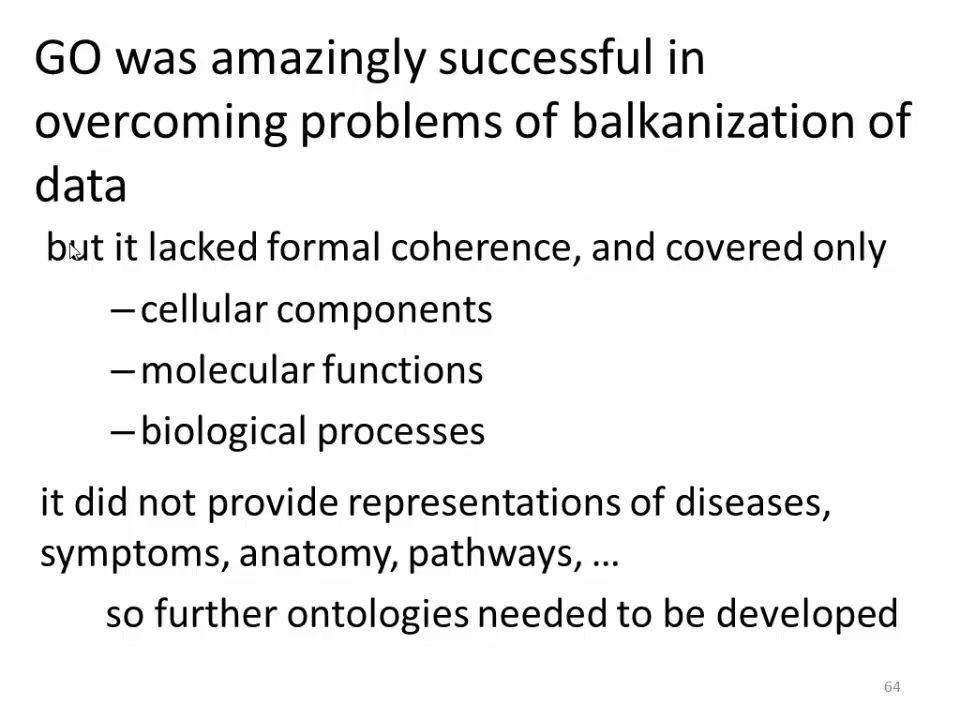 GO was amazingly successful in
overcoming problems of balkanization of
data
but it lacked formal coherence, and covered only
–cellular components
–molecular functions
–biological processes
it did not provide representations of diseases,
symptoms, anatomy, pathways, …
so further ontologies needed to be developed
64